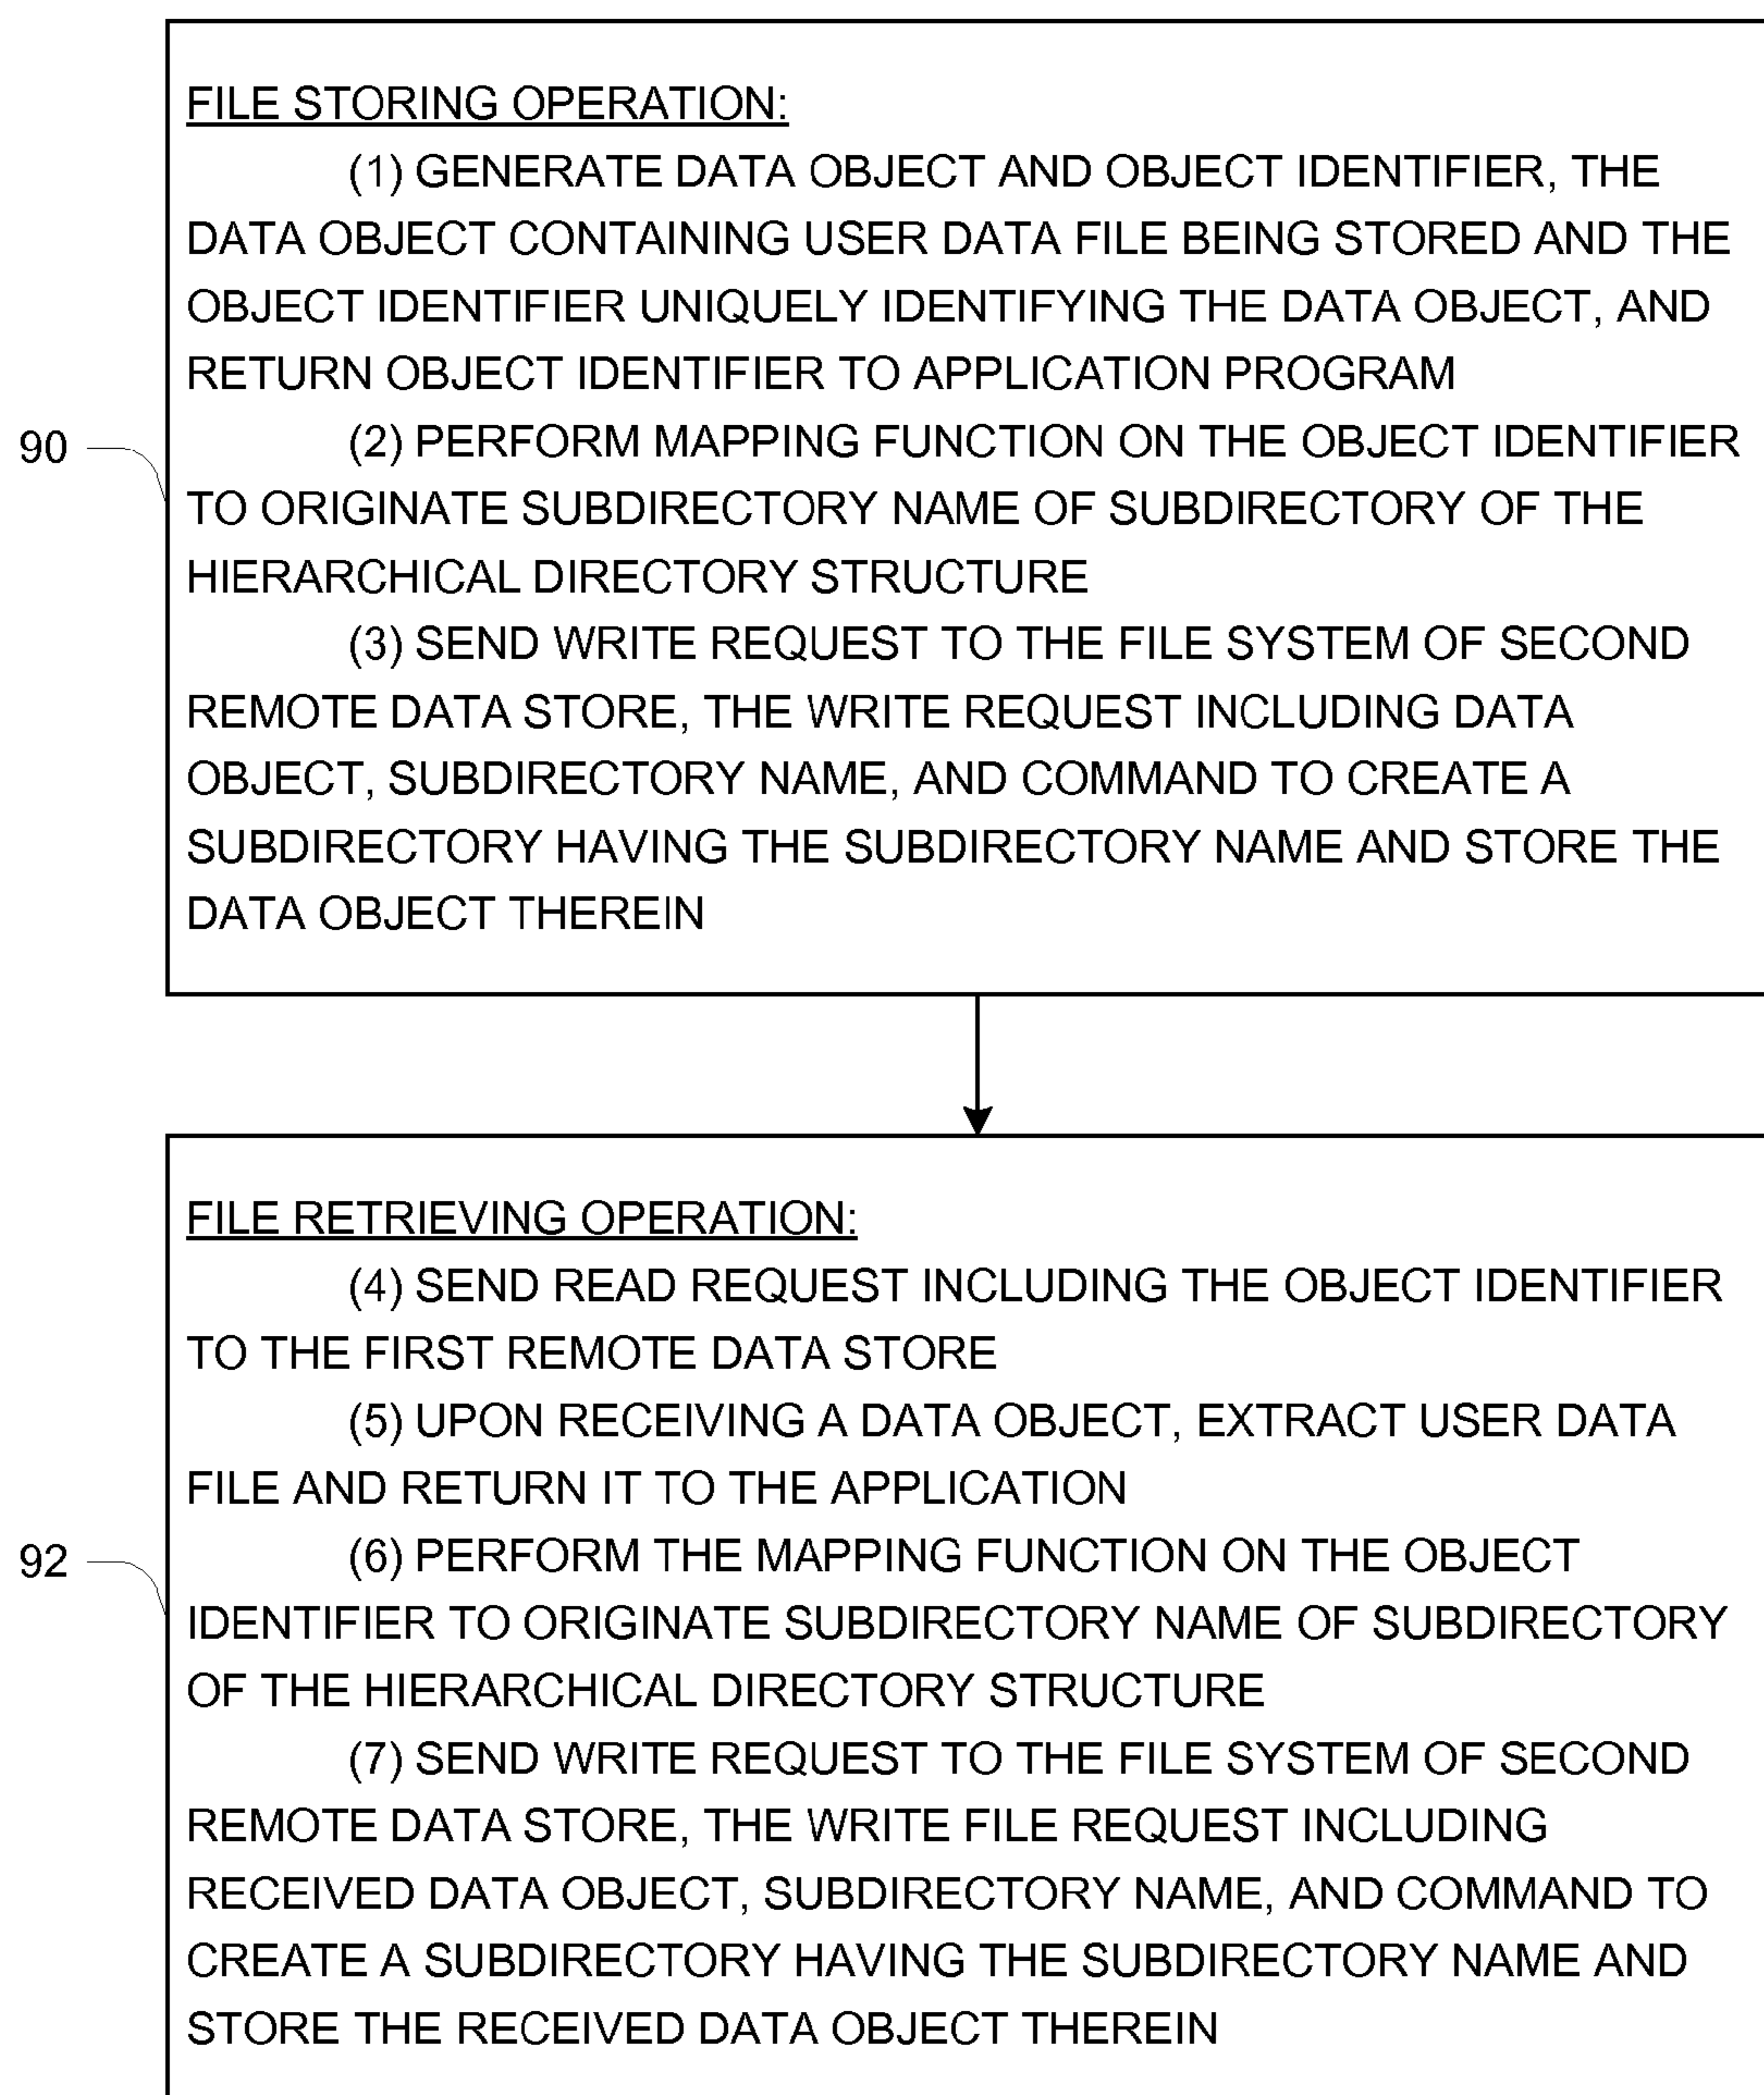 FILE STORING OPERATION:
(1) GENERATE DATA OBJECT AND OBJECT IDENTIFIER, THE
DATA OBJECT CONTAINING USER DATA FILE BEING STORED AND THE
OBJECT IDENTIFIER UNIQUELY IDENTIFYING THE DATA OBJECT, AND
RETURN OBJECT IDENTIFIER TO APPLICATION PROGRAM
(2) PERFORM MAPPING FUNCTION ON THE OBJECT IDENTIFIER
TO ORIGINATE SUBDIRECTORY NAME OF SUBDIRECTORY OF THE
HIERARCHICAL DIRECTORY STRUCTURE
(3) SEND WRITE REQUEST TO THE FILE SYSTEM OF SECOND
REMOTE DATA STORE, THE WRITE REQUEST INCLUDING DATA
OBJECT, SUBDIRECTORY NAME, AND COMMAND TO CREATE A
SUBDIRECTORY HAVING THE SUBDIRECTORY NAME AND STORE THE
DATA OBJECT THEREIN
90
FILE RETRIEVING OPERATION:
(4) SEND READ REQUEST INCLUDING THE OBJECT IDENTIFIER
TO THE FIRST REMOTE DATA STORE
(5) UPON RECEIVING A DATA OBJECT, EXTRACT USER DATA
FILE AND RETURN IT TO THE APPLICATION
(6) PERFORM THE MAPPING FUNCTION ON THE OBJECT
IDENTIFIER TO ORIGINATE SUBDIRECTORY NAME OF SUBDIRECTORY
OF THE HIERARCHICAL DIRECTORY STRUCTURE
(7) SEND WRITE REQUEST TO THE FILE SYSTEM OF SECOND
REMOTE DATA STORE, THE WRITE FILE REQUEST INCLUDING
RECEIVED DATA OBJECT, SUBDIRECTORY NAME, AND COMMAND TO
CREATE A SUBDIRECTORY HAVING THE SUBDIRECTORY NAME AND
STORE THE RECEIVED DATA OBJECT THEREIN
92